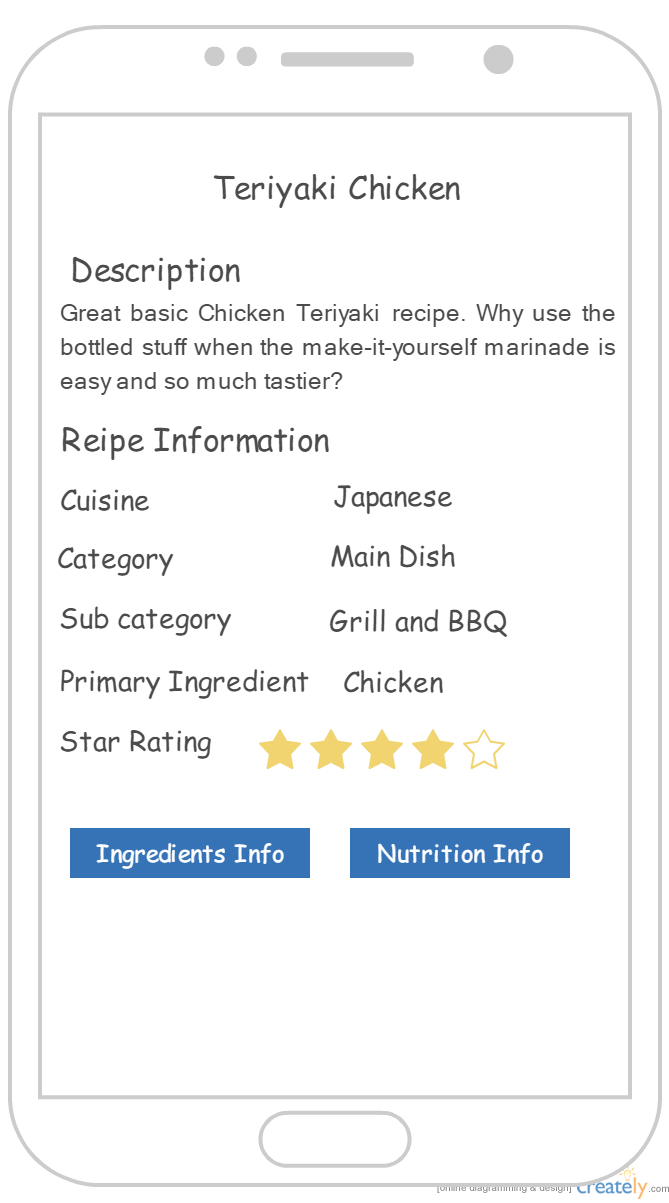 Teriyaki Chicken
Description
Great basic Chicken Teriyaki recipe. Why use the
bottled stuff when the make-it-yourself marinade is
easy and so much tastier?
Reipe Information
Cuisine Japanese
Category Main Dish
Sub category Grill and BBQ
Primary Ingredient Chicken
Star Rating
Ingredients Info Nutrition Info
[online diagramming & design] creately.com